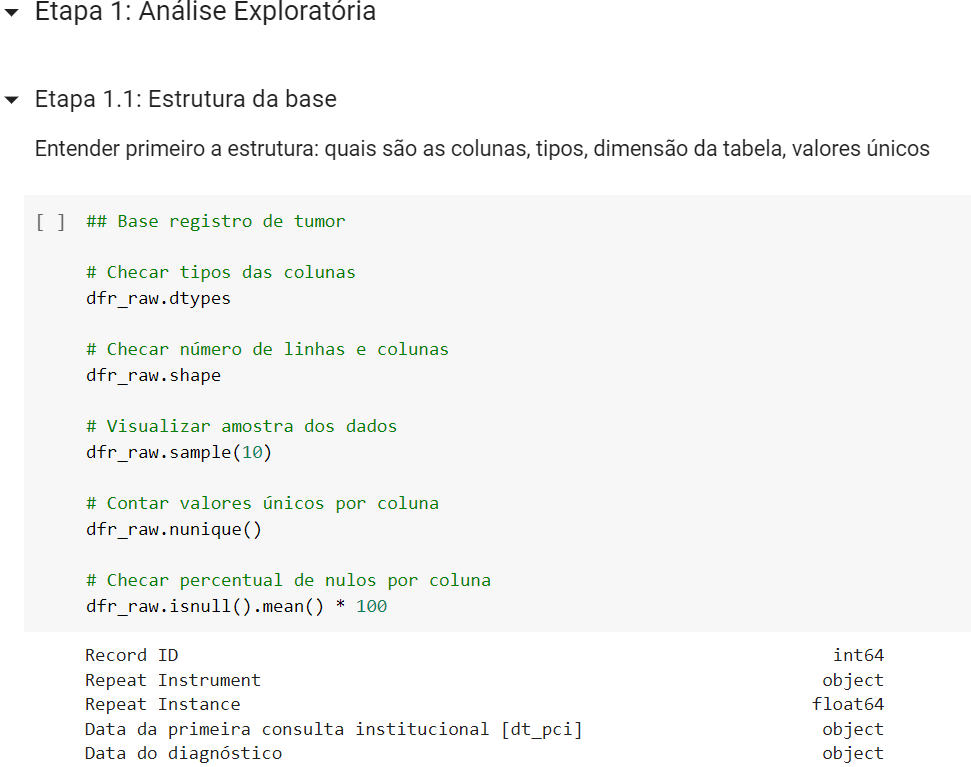 Etapa 1: Análise Exploratória
Etapa 1.1: Estrutura da base
Entender primeiro a estrutura: quais são as colunas, tipos, dimensão da tabela, valores únicos
[ ] ## Base registro de tumor
# Checar tipos das colunas
dfr_raw.dtypes
# Checar número de linhas e colunas
dfr_raw.shape
# Visualizar amostra dos dados
dfr_raw.sample(10)
# Contar valores únicos por coluna
dfr_raw.nunique()
# Checar percentual de nulos por coluna
dfr_raw.isnull().mean() * 100
Record ID int64
Repeat Instrument object
Repeat Instance float64
Data da primeira consulta institucional [dt_pci] object
Data do diagnóstico object